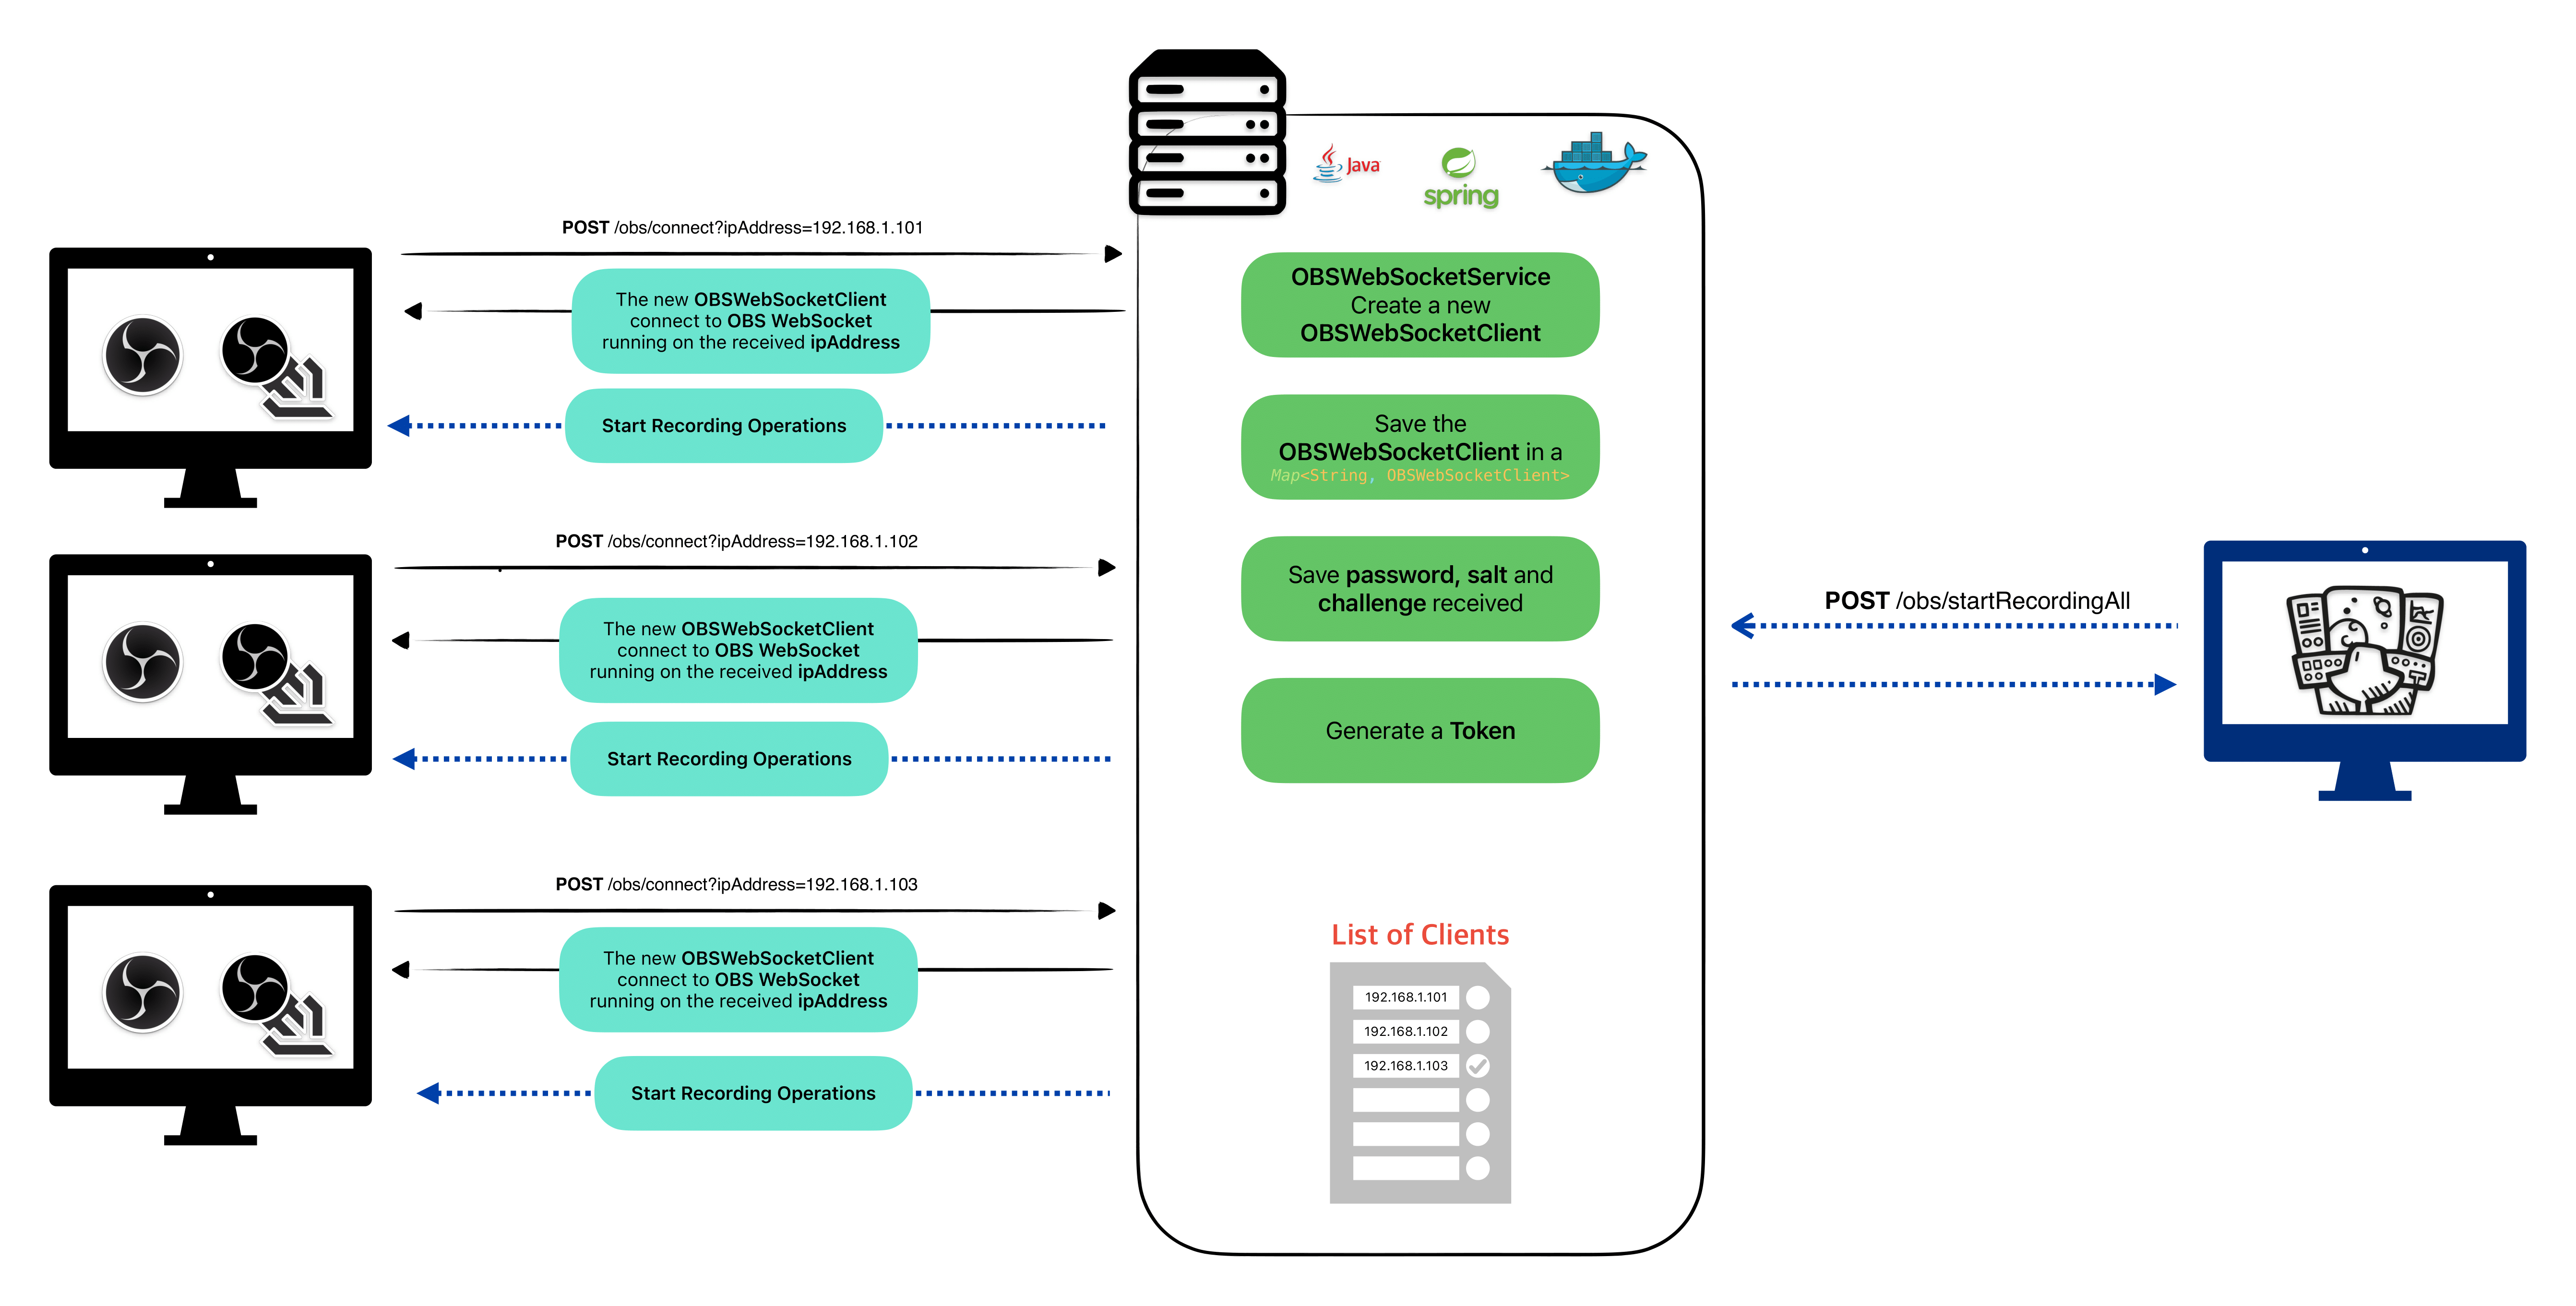 Java
spring
POST /obs/connect?ipAddress=192.168.1.101
The new OBSWebSocketClient
connect to OBS WebSocket
running on the received ipAddress
Start Recording Operations
POST /obs/connect?ipAddress=192.168.1.102
The new OBSWebSocketClient
connect to OBS WebSocket
running on the received ipAddress
Start Recording Operations
POST /obs/connect?ipAddress=192.168.1.103
The new OBSWebSocketClient
connect to OBS WebSocket
running on the received ipAddress
Start Recording Operations
OBSWebSocketService
Create a new
OBSWebSocketClient
Save the
OBSWebSocketClient in a
Map<String, OBSWebSocketClient>
Save password, salt and
challenge received
Generate a Token
List of Clients
192.168.1.101
192.168.1.102
192.168.1.103
POST /obs/startRecordingAll